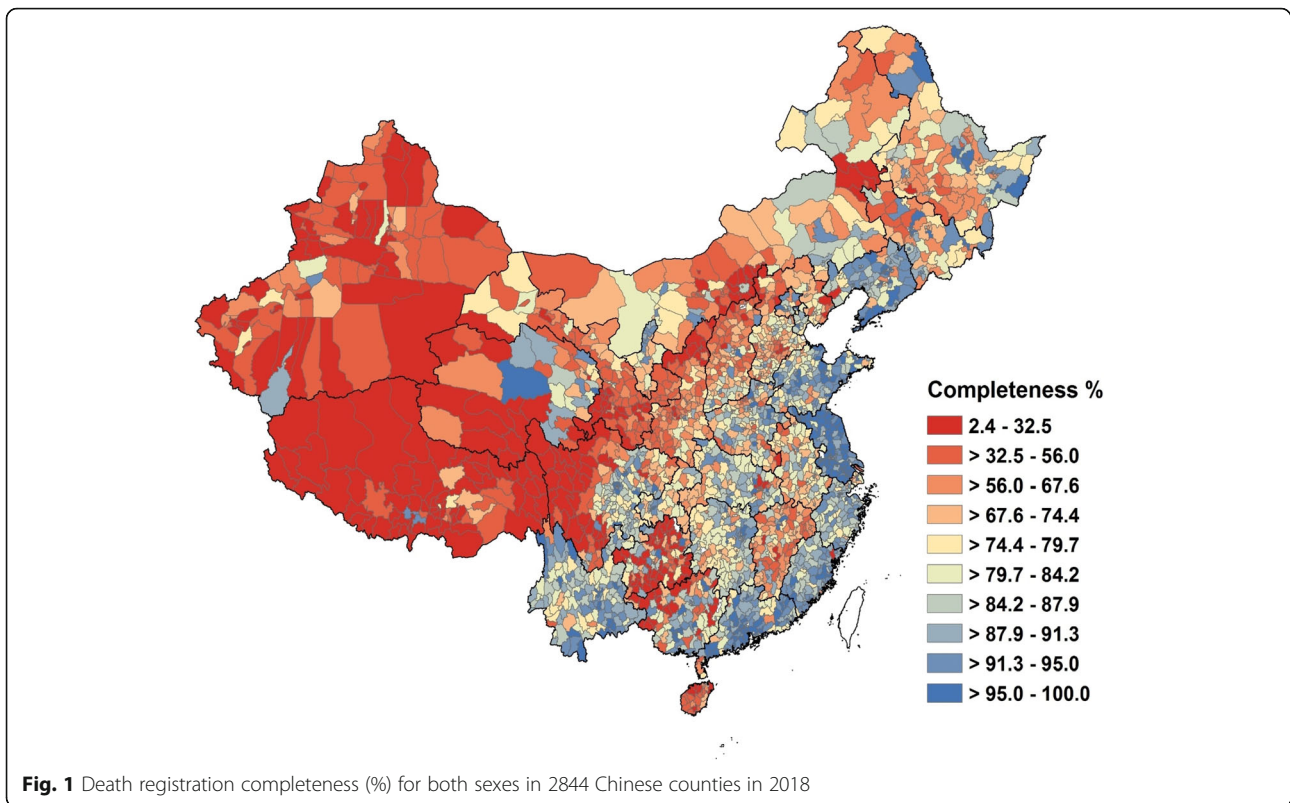 Completeness %
2.4 - 32.5
> 32.5 - 56.0
> 56.0 - 67.6
> 67.6 - 74.4
> 74.4 - 79.7
> 79.7 - 84.2
> 84.2 - 87.9
> 87.9 - 91.3
> 91.3 - 95.0
> 95.0 - 100.0
Fig. 1 Death registration completeness (%) for both sexes in 2844 Chinese counties in 2018